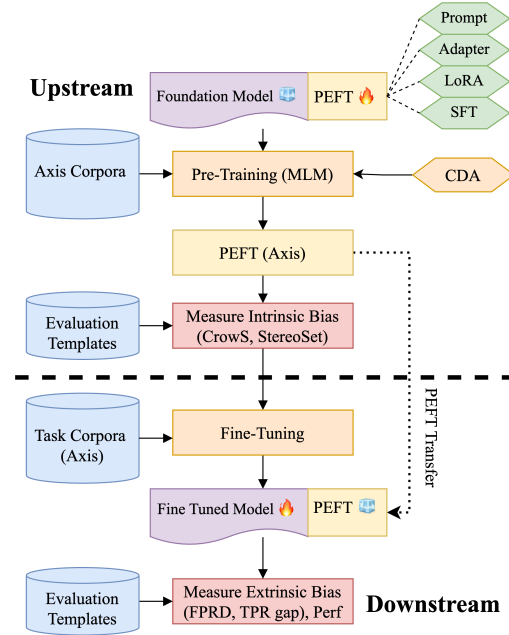 Prompt
Adapter
LoRA
SFT
Upstream
Foundation Model
PEFT
Axis Corpora
Pre-Training (MLM)
CDA
PEFT (Axis)
Evaluation
Templates
Measure Intrinsic Bias
(CrowS, StereoSet)
PEFT Transfer
Task Corpora
(Axis)
Fine-Tuning
Fine Tuned Model
PEFT
Evaluation
Templates
Measure Extrinsic Bias
(FPRD, TPR gap), Perf
Downstream